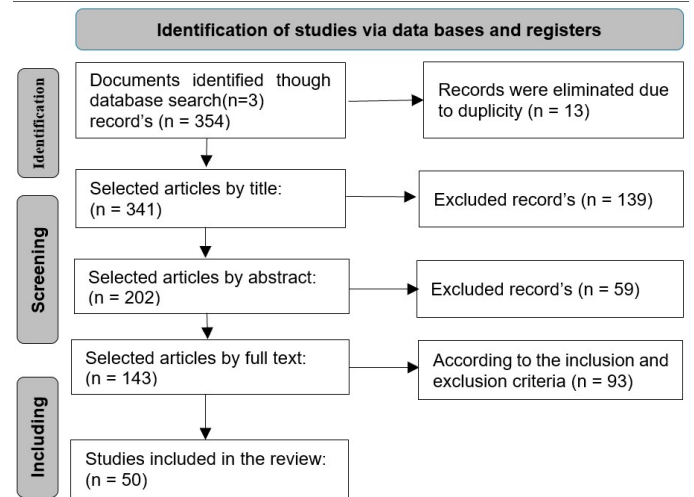 Identification of studies via data bases and registers
Identification
Documents identified though
database search(n=3)
record's (n = 354)
Records were eliminated due
to duplicity (n = 13)
Screening
Selected articles by title:
(n = 341)
Excluded record's (n = 139)
Selected articles by abstract:
(n = 202)
Excluded record's (n = 59)
Selected articles by full text:
(n = 143)
According to the inclusion and
exclusion criteria (n = 93)
Including
Studies included in the review:
(n = 50)